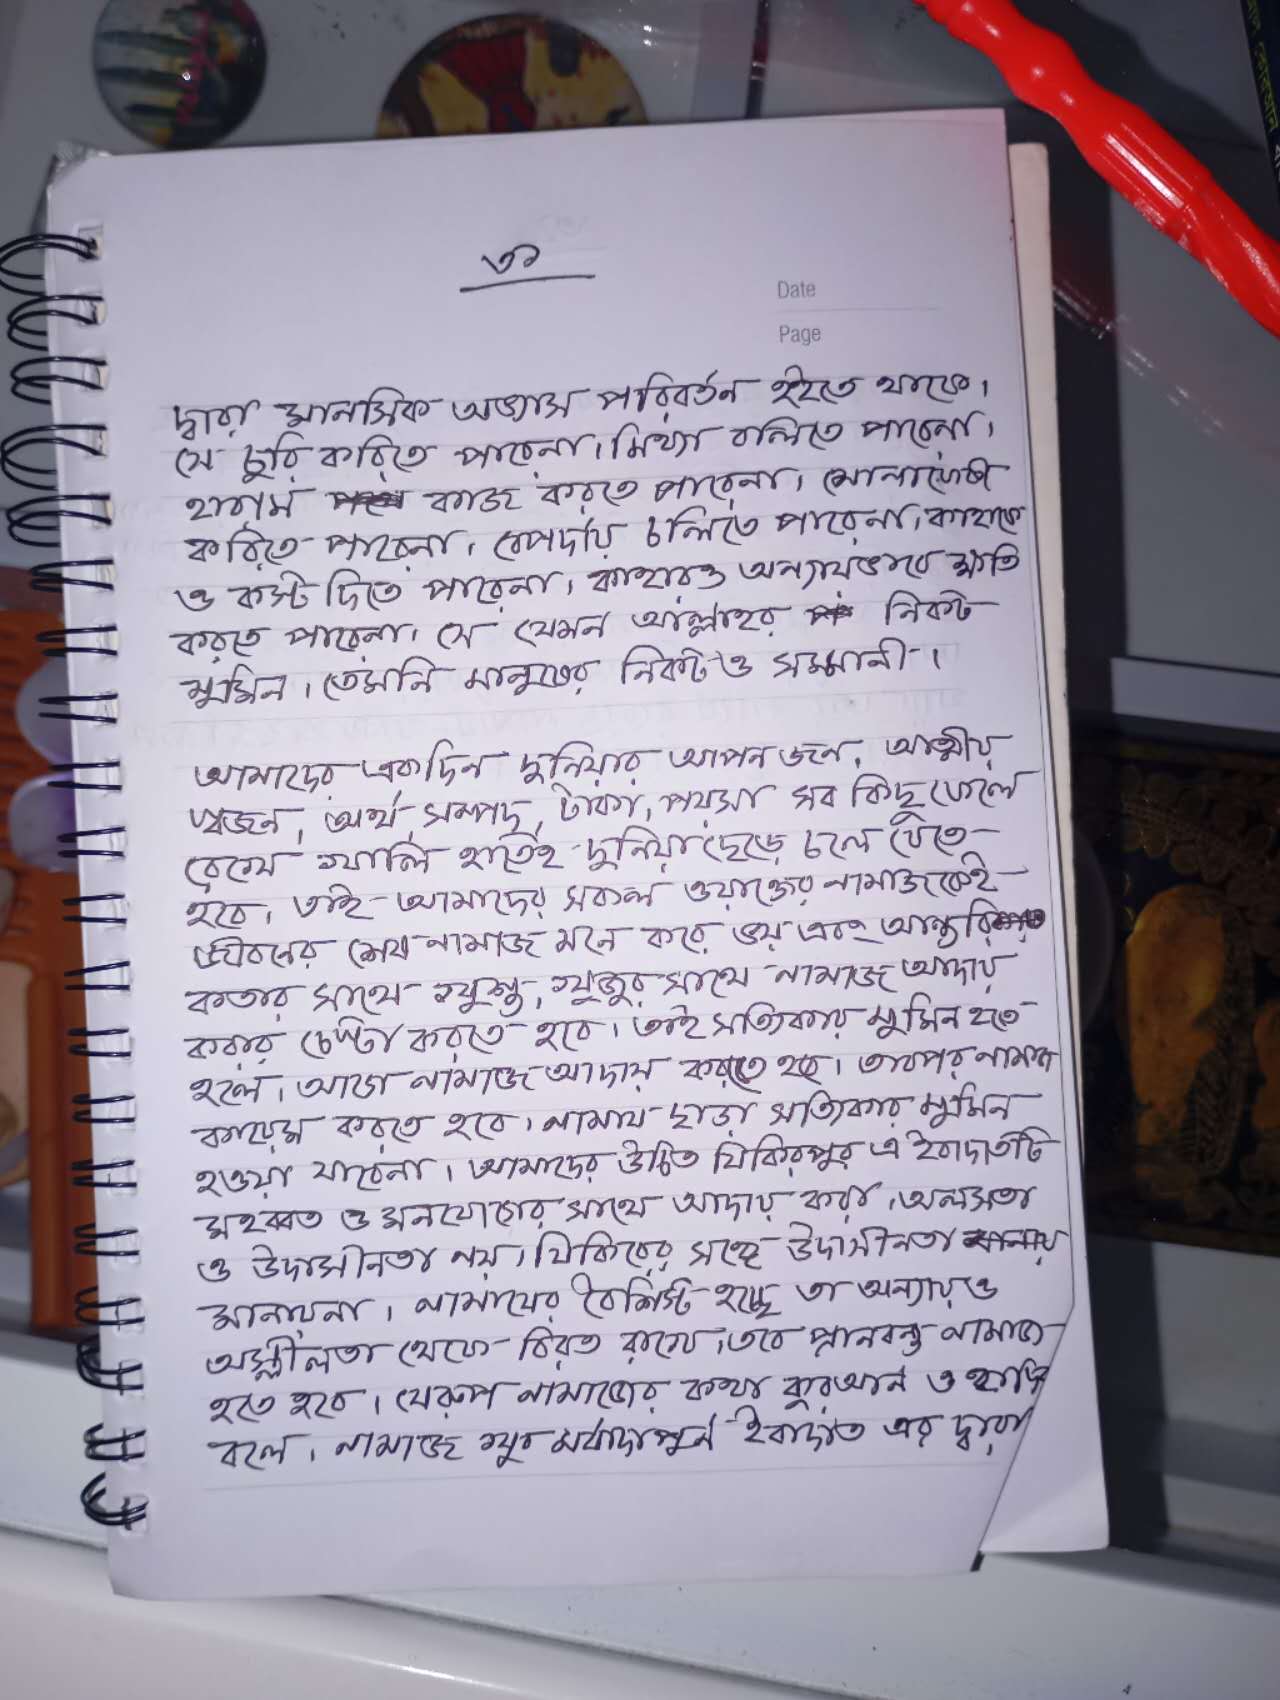 ৩১
Date
Page
দ্বারা মানসিক অভ্যাস পরিবর্তন হইতে থাকে।
সে চুরি করিতে পারেনা। মিথ্যা বলিতে পারেনা।
হারাম কাজ করতে পারেনা।
করিতে পারেনা। বেপর্দায় চলিতে পারেনা। কাহাকে
ও কস্ট দিতে পারেনা। কাহারও অন্যায়ভাবে ক্ষতি
করতে পারেনা। সে যেমন আল্লাহর নিকট
মুমিন। তেমনি মানুষের নিকট ও সম্মানী।
আমাদের একদিন দুনিয়ার আপন জন, আত্মীয়
স্বজন, অর্থ সম্পদ, টাকা, পয়সা সব কিছু ফেলে
রেখে খালি হাতেই দুনিয়া ছেড়ে চলে যেতে
হবে। তাই আমাদের সকল ওয়াক্তের নামাজকেই
জীবনের শেষ নামাজ মনে করে ভয় এবং আন্তরি
কতার সাথে খুশু, খুজুর সাথে নামাজ আদায়
করার চেস্টা করতে হবে। তাই সত্যিকার মুমিন হতে
হলে। আগে নামাজ আদায় করতে হবে। তারপর নামাজ
কায়েম করতে হবে। নামায ছাড়া সত্যিকার মুমিন
হওয়া যাবেনা। আমাদের উচিত যিকিরপুর এ ইবাদতটি
মহব্বত ও মনযোগের সাথে আদায় করা। অলসতা
ও উদাসীনতা নয়। যিকিরের সঙ্গে উদাসীনতা
মানায়না। নামাযের বৈশিস্ট হচ্ছে তা অন্যায় ও
অশ্লীলতা থেকে বিরত রাখে। তবে প্রানবন্ত নামাজ
হতে হবে। যেরুপ নামাজের কথা কুরআন ও হাদিস
বলে। নামাজ খুব মর্যাদাপুর্ন ইবাদাত এর দ্বারা